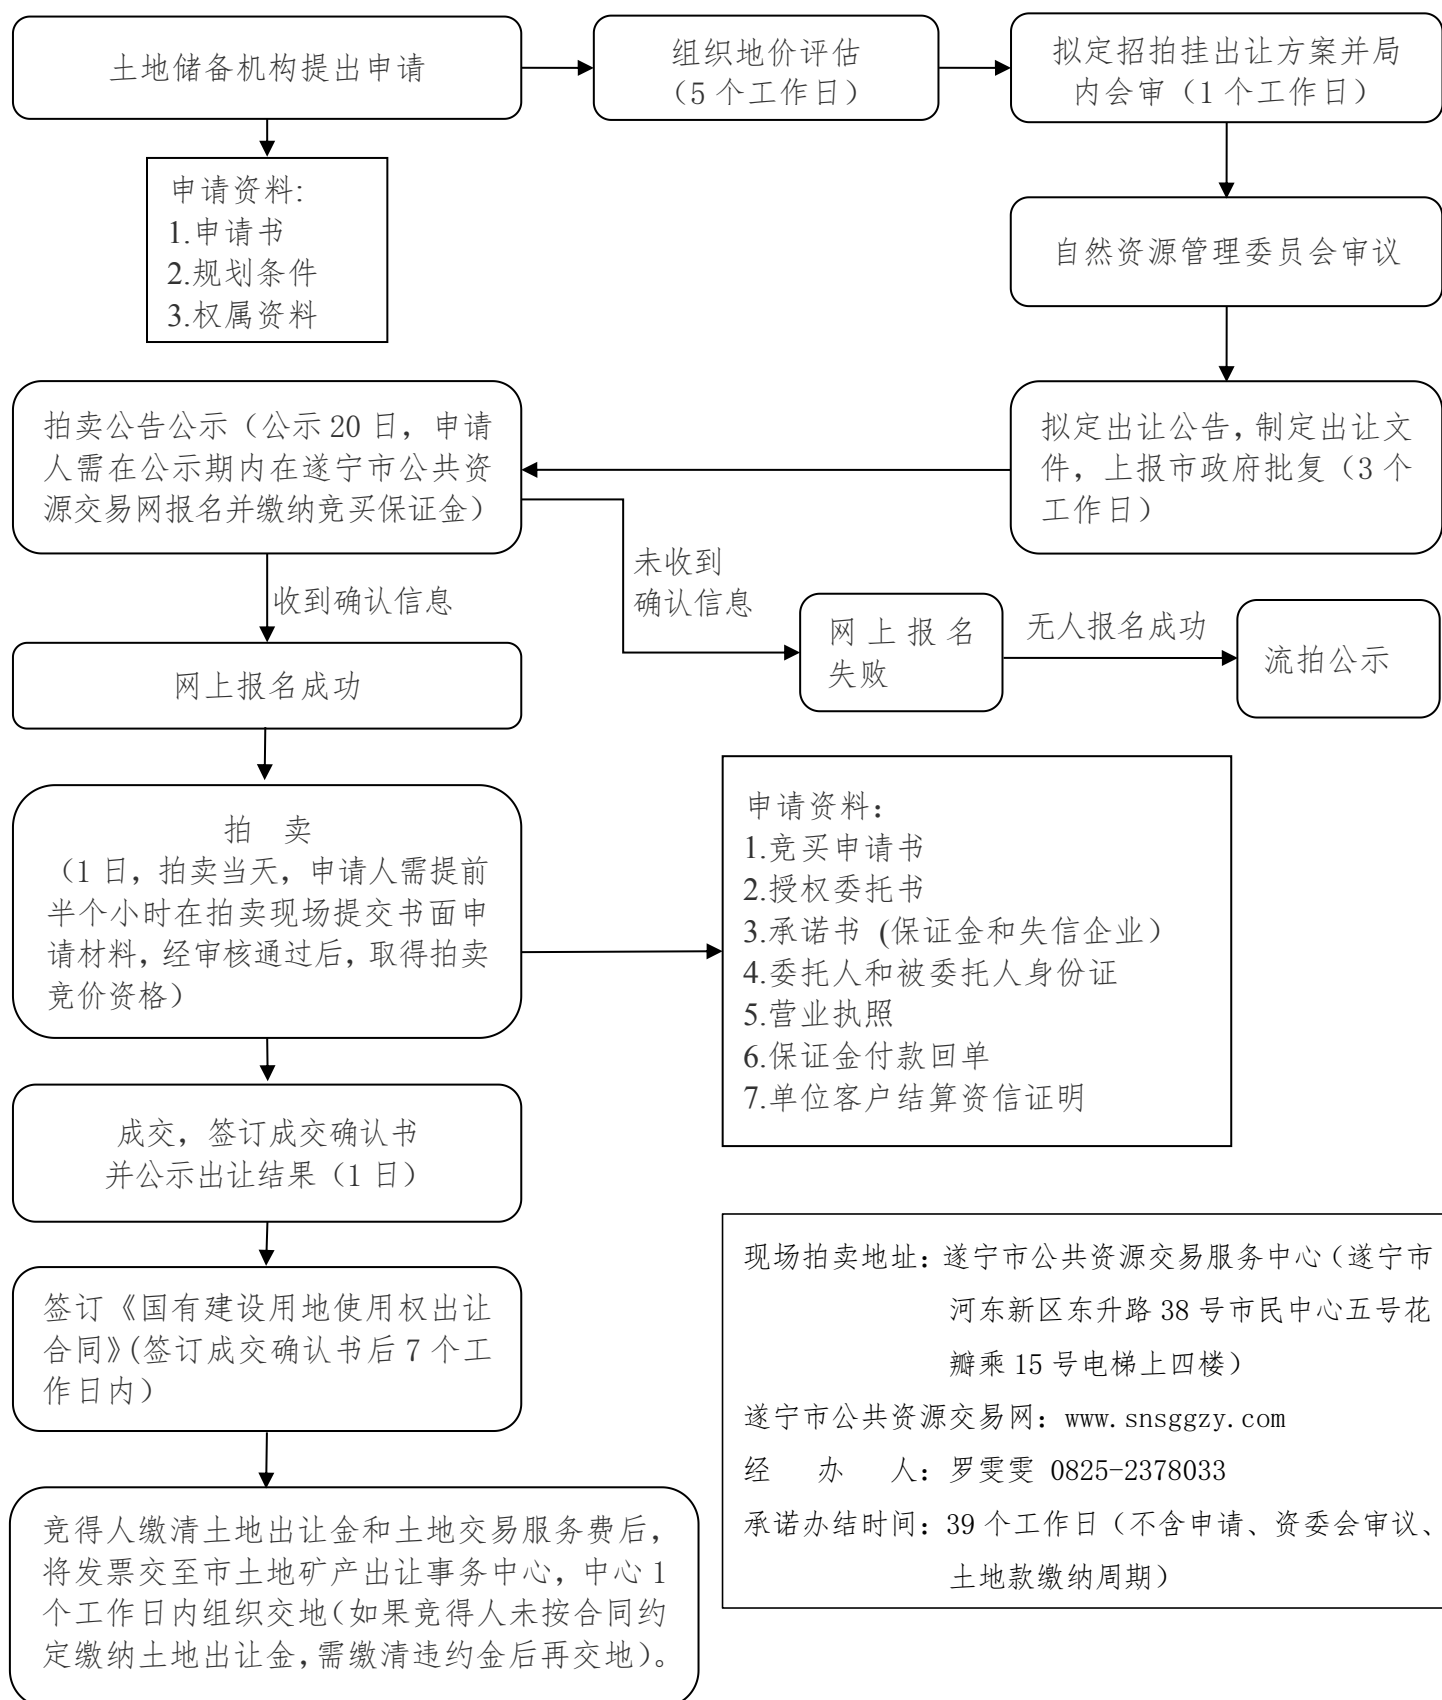 土地储备机构提出申请
组织地价评估
（5 个工作日）
拟定招拍挂出让方案并局
内会审（1 个工作日）
申请资料:
1.申请书
2.规划条件
3.权属资料
自然资源管理委员会审议
拟定出让公告，制定出让文
件，上报市政府批复（3 个
工作日）
拍卖公告公示（公示 20 日，申请
人需在公示期内在遂宁市公共资
源交易网报名并缴纳竞买保证金）
收到确认信息
未收到
确认信息
网上报名
失败
无人报名成功
流拍公示
网上报名成功
拍　卖
（1 日，拍卖当天，申请人需提前
半个小时在拍卖现场提交书面申
请材料，经审核通过后，取得拍卖
竞价资格）
申请资料：
1.竞买申请书
2.授权委托书
3.承诺书 (保证金和失信企业）
4.委托人和被委托人身份证
5.营业执照
6.保证金付款回单
7.单位客户结算资信证明
成交，签订成交确认书
并公示出让结果（1 日）
签订《国有建设用地使用权出让
合同》(签订成交确认书后 7 个工
作日内）
竞得人缴清土地出让金和土地交易服务费后，
将发票交至市土地矿产出让事务中心，中心 1
个工作日内组织交地（如果竞得人未按合同约
定缴纳土地出让金，需缴清违约金后再交地）。
现场拍卖地址：遂宁市公共资源交易服务中心（遂宁市
河东新区东升路 38 号市民中心五号花
瓣乘 15 号电梯上四楼）
遂宁市公共资源交易网：www.snsggzy.com
经　办　人：罗雯雯 0825-2378033
承诺办结时间：39 个工作日（不含申请、资委会审议、
土地款缴纳周期）